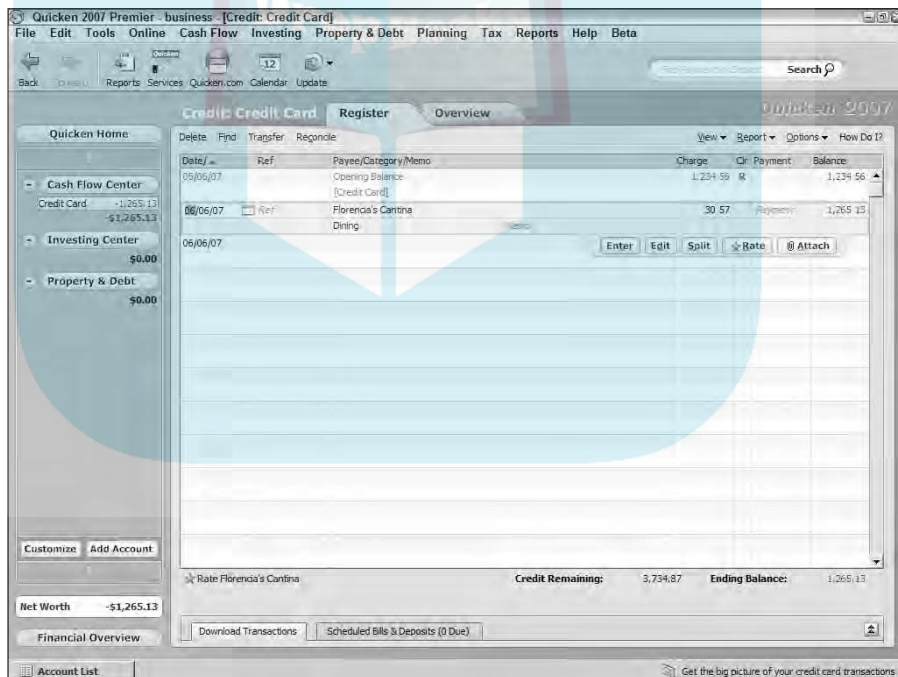 Quicken 2007 Premier - business - [Credit: Credit Card]
File Edit Tools Online Cash Flow Investing Property & Debt Planning Tax Reports Help Beta
Back Reports Services Quicken.com Calendar Update Search
Credit: Credit Card Register Overview Quicken 2007
Quicken Home
Delete Find Transfer Reconcile View Report Options How Do I?
Date/ Ref Payee/Category/Memo Charge Clr Payment Balance
05/05/07 Opening Balance 1,234 56 R 1,234 56
[Credit Card]
- Cash Flow Center
Credit Card -1,265.13
-$1,265.13
06/06/07 Ref Florencia's Cantina 30 57 Payment 1,265 13
Dining Memo
06/06/07 Enter Edit Split Rate Attach
- Investing Center
$0.00
- Property & Debt
$0.00
Customize Add Account
Rate Florencia's Cantina Credit Remaining: 3,734.87 Ending Balance: 1,265.13
Net Worth -$1,265.13
Financial Overview
Download Transactions Scheduled Bills & Deposits (0 Due)
Account List Get the big picture of your credit card transactions